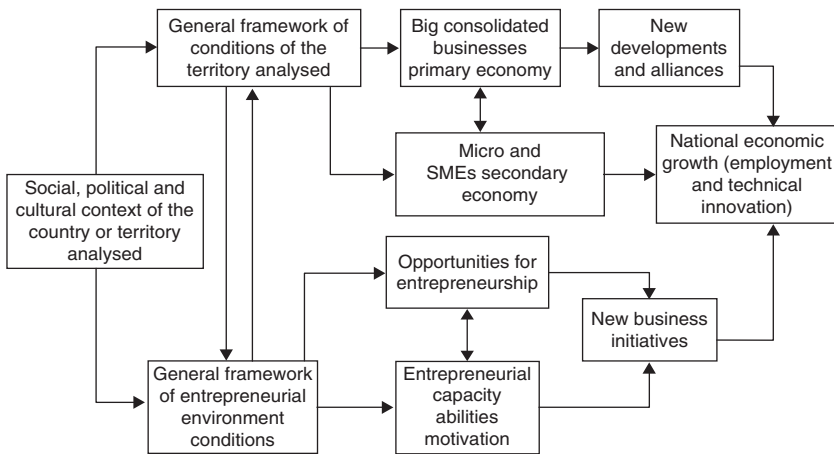 General framework of
conditions of the
territory analysed
Big consolidated
businesses
primary economy
New
developments
and alliances
Micro and
SMEs secondary
economy
National economic
growth (employment
and technical
innovation)
Social, political and
cultural context of the
country or territory
analysed
Opportunities for
entrepreneurship
New business
initiatives
General framework
of entrepreneurial
environment
conditions
Entrepreneurial
capacity
abilities
motivation